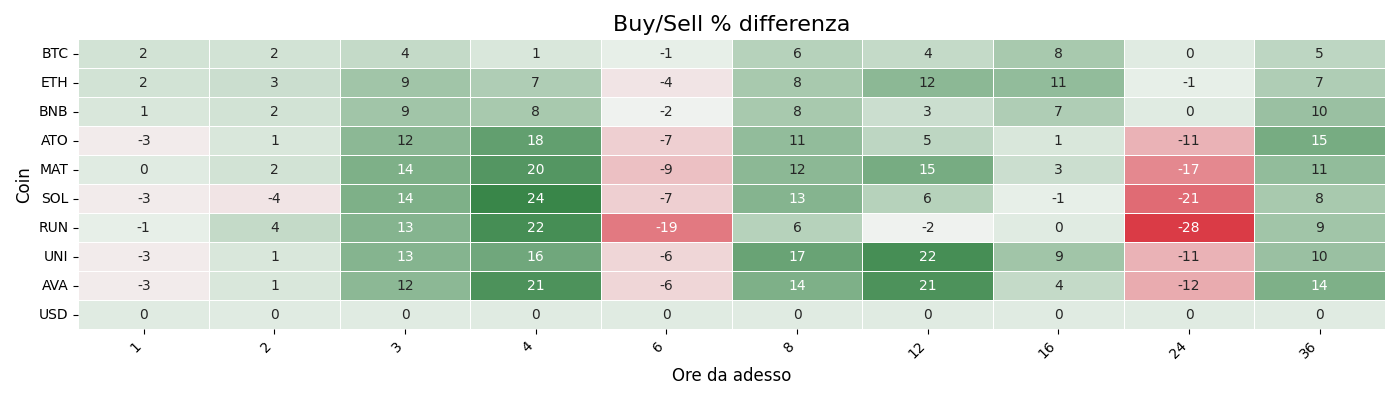 Buy/Sell % differenza
Coin
BTC 2 2 4 1 -1 6 4 8 0 5
ETH 2 3 9 7 -4 8 12 11 -1 7
BNB 1 2 9 8 -2 8 3 7 0 10
ATO -3 1 12 18 -7 11 5 1 -11 15
MAT 0 2 14 20 -9 12 15 3 -17 11
SOL -3 -4 14 24 -7 13 6 -1 -21 8
RUN -1 4 13 22 -19 6 -2 0 -28 9
UNI -3 1 13 16 -6 17 22 9 -11 10
AVA -3 1 12 21 -6 14 21 4 -12 14
USD 0 0 0 0 0 0 0 0 0 0
1 2 3 4 6 8 12 16 24 36
Ore da adesso